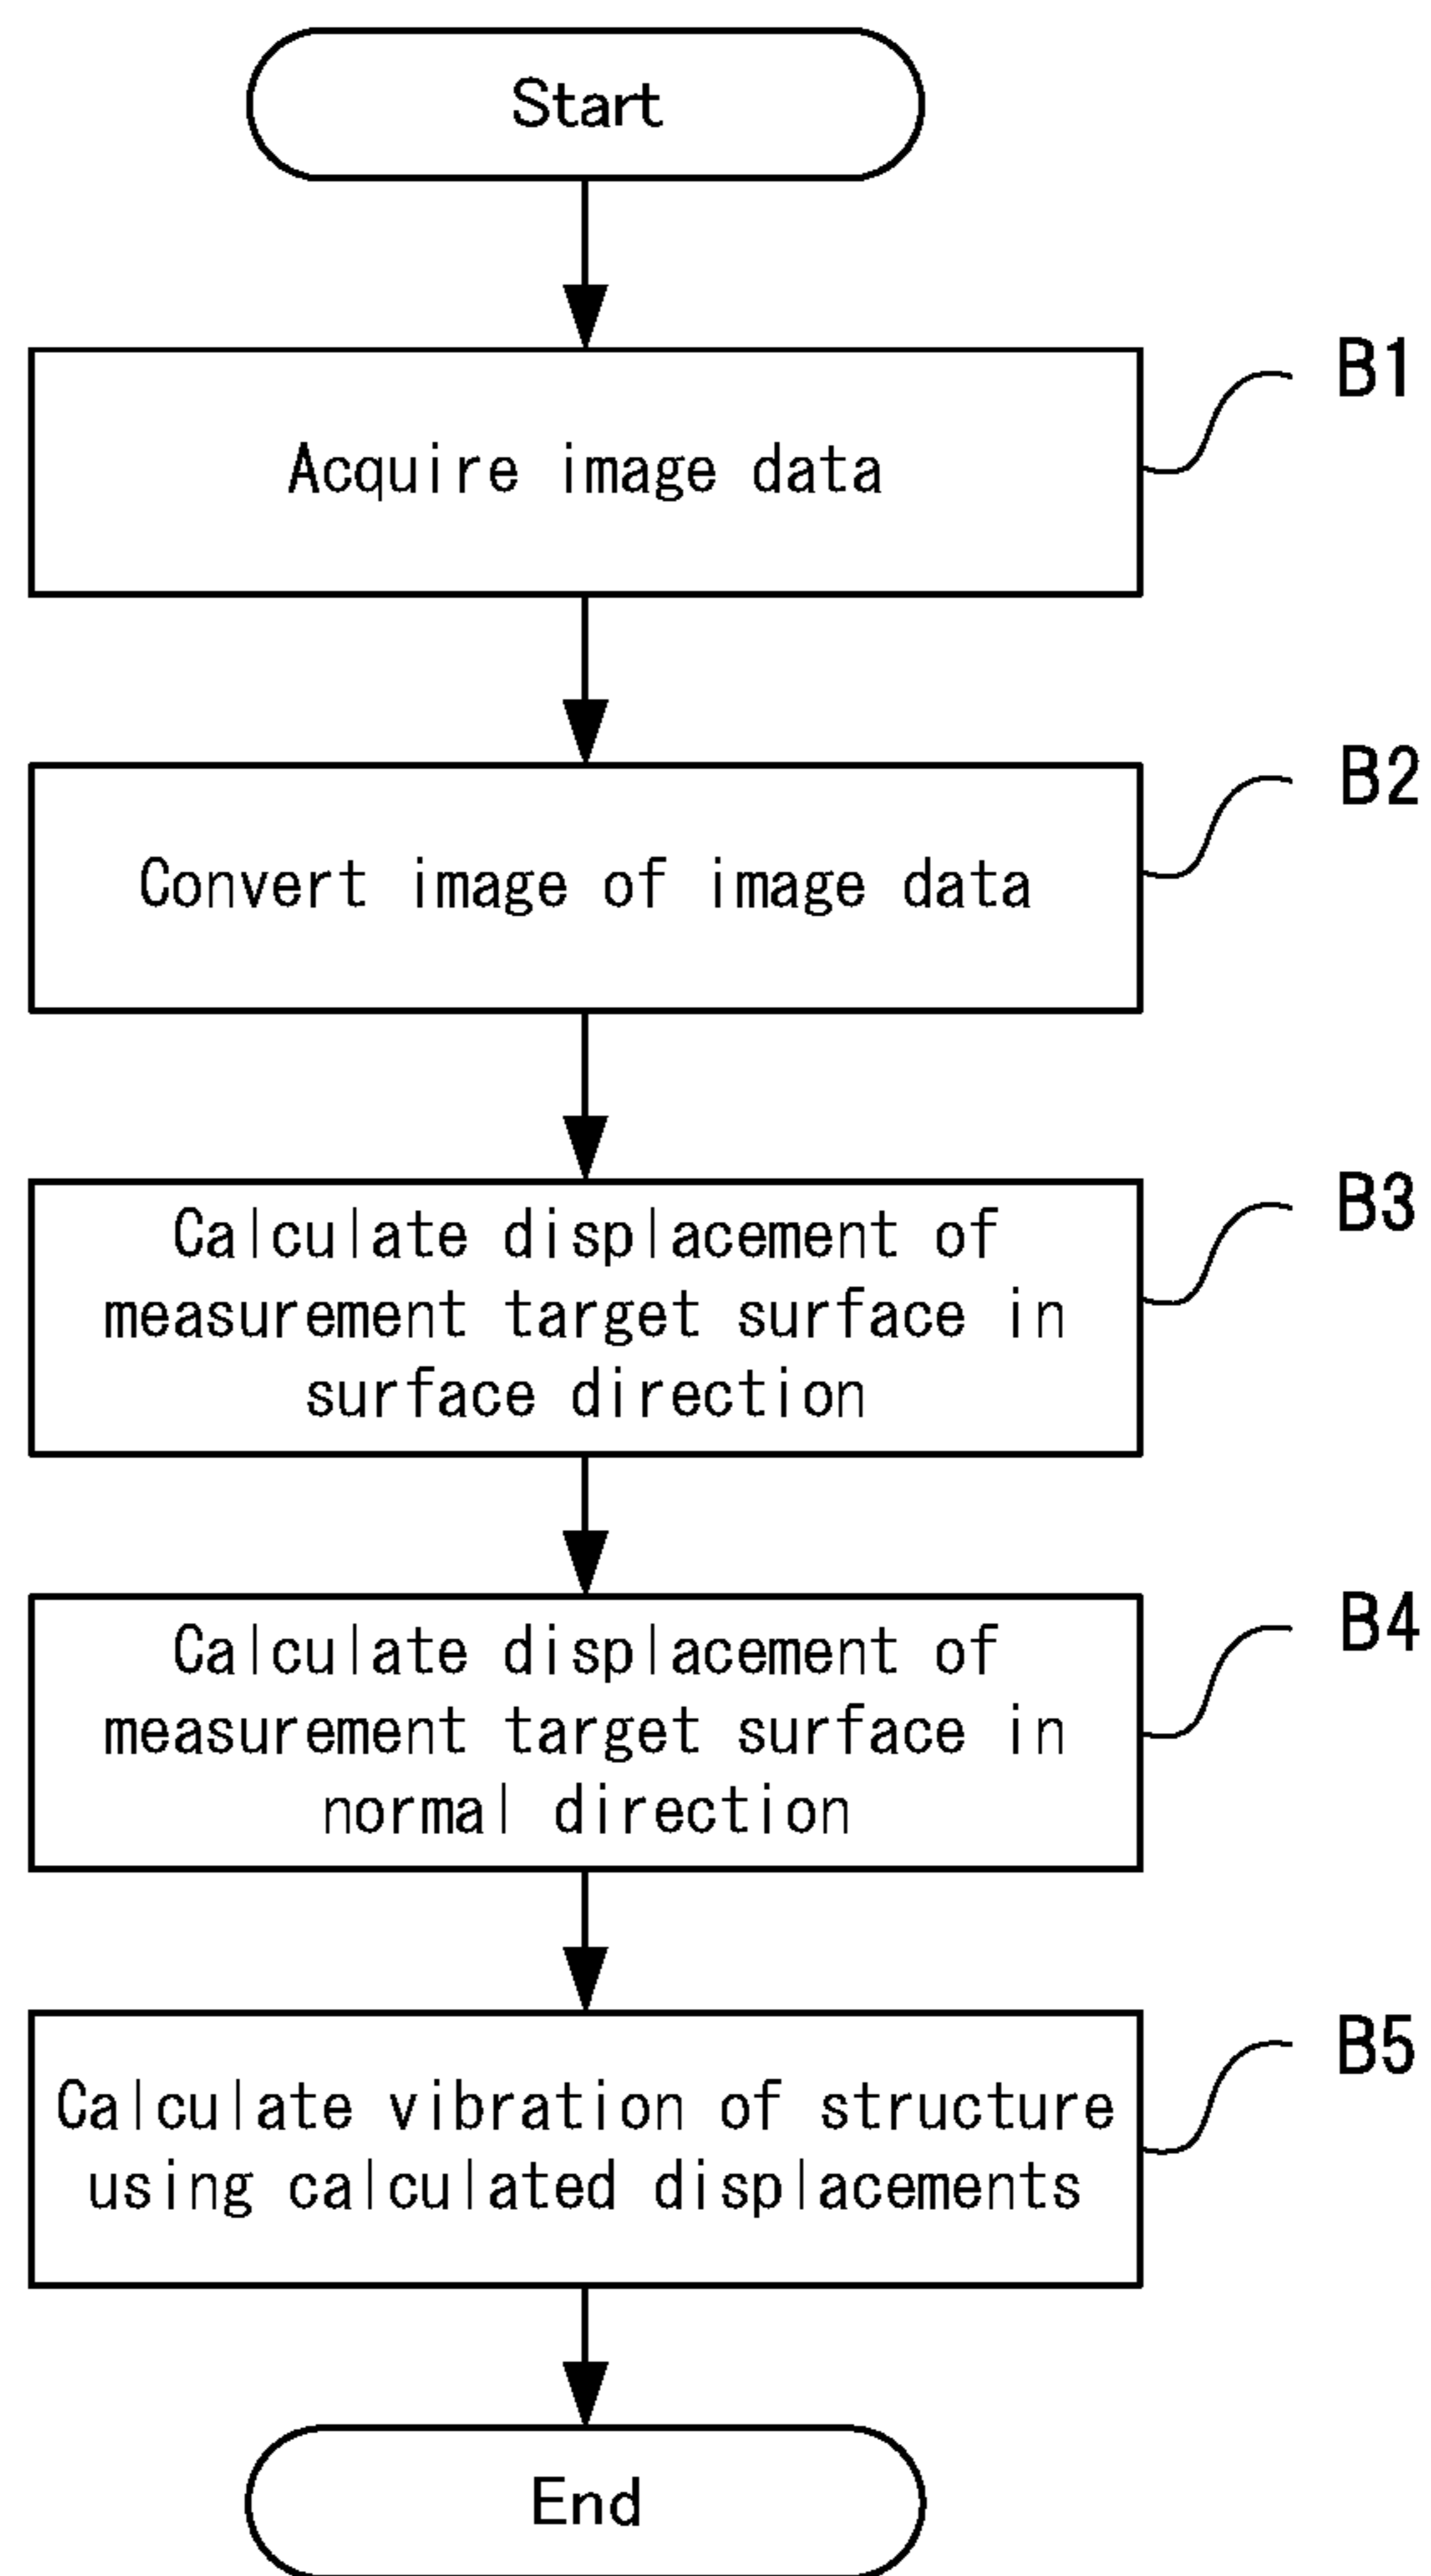 Start
B1
Acquire image data
B2
Convert image of image data
B3
Calculate displacement of
measurement target surface in
surface direction
B4
Calculate displacement of
measurement target surface in
normal direction
B5
Calculate vibration of structure
using calculated displacements
End